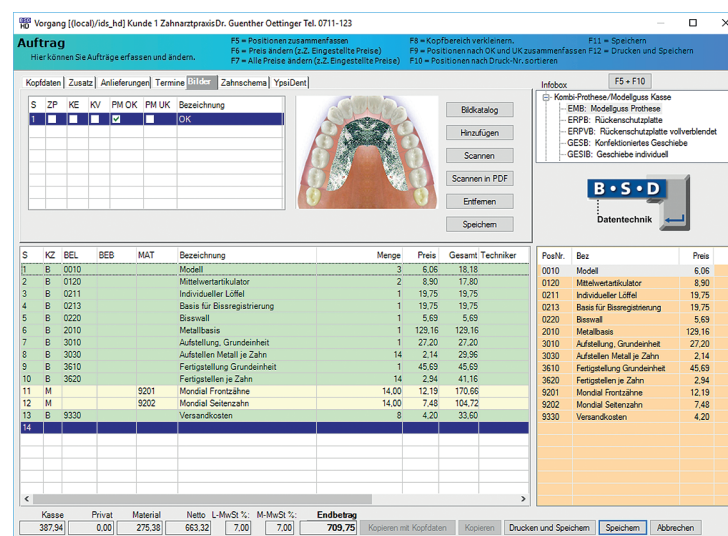 Vorgang [(local)/ids_hd] Kunde 1 ZahnarztpraxisDr. Guenther Oettinger Tel. 0711-123
Auftrag
Hier können Sie Aufträge erfassen und ändern.
F5 = Positionen zusammenfassen
F6 = Preis ändern (z.Z. Eingestellte Preise)
F7 = Alle Preise ändern (z.Z. Eingestellte Preise)
F8 = Kopfbereich verkleinern.
F9 = Positionen nach OK und UK zusammenfassen
F10 = Positionen nach Druck-Nr. sortieren
F11 = Speichern
F12 = Drucken und Speichern
Kopfdaten Zusatz Anlieferungen Termine Bilder Zahnschema YpsiDent
S ZP KE KV PM OK PM UK Bezeichnung
1 OK
Bildkatalog
Hinzufügen
Scannen
Scannen in PDF
Entfernen
Speichern
Infobox F5 + F10
Kombi-Prothese/Modellguss Kasse
EMB: Modellguss Prothese
ERPB: Rückenschutzplatte
ERPVB: Rückenschutzplatte vollverblendet
GESB: Konfektioniertes Geschiebe
GESIB: Geschiebe individuell
B·S·D
Datentechnik
S KZ BEL BEB MAT Bezeichnung Menge Preis Gesamt Techniker
1 B 0010 Modell 3 6,06 18,18
2 B 0120 Mittelwertartikulator 2 8,90 17,80
3 B 0211 Individueller Löffel 1 19,75 19,75
4 B 0213 Basis für Bissregistrierung 1 19,75 19,75
5 B 0220 Bisswall 1 5,69 5,69
6 B 2010 Metallbasis 1 129,16 129,16
7 B 3010 Aufstellung, Grundeinheit 1 27,20 27,20
8 B 3030 Aufstellen Metall je Zahn 14 2,14 29,96
9 B 3610 Fertigstellung Grundeinheit 1 45,69 45,69
10 B 3620 Fertigstellen je Zahn 14 2,94 41,16
11 M 9201 Mondial Frontzähne 14,00 12,19 170,66
12 M 9202 Mondial Seitenzahn 14,00 7,48 104,72
13 B 9330 Versandkosten 8 4,20 33,60
14
PosNr. Bez Preis
0010 Modell 6,06
0120 Mittelwertartikulator 8,90
0211 Individueller Löffel 19,75
0213 Basis für Bissregistrierung 19,75
0220 Bisswall 5,69
2010 Metallbasis 129,16
3010 Aufstellung, Grundeinheit 27,20
3030 Aufstellen Metall je Zahn 2,14
3610 Fertigstellung Grundeinheit 45,69
3620 Fertigstellen je Zahn 2,94
9201 Mondial Frontzähne 12,19
9202 Mondial Seitenzahn 7,48
9330 Versandkosten 4,20
Kasse Privat Material Netto L-MwSt %: M-MwSt %: Endbetrag
387,94 0,00 275,38 663,32 7,00 7,00 709,75 Kopieren mit Kopfdaten Kopieren Drucken und Speichern Speichern Abbrechen